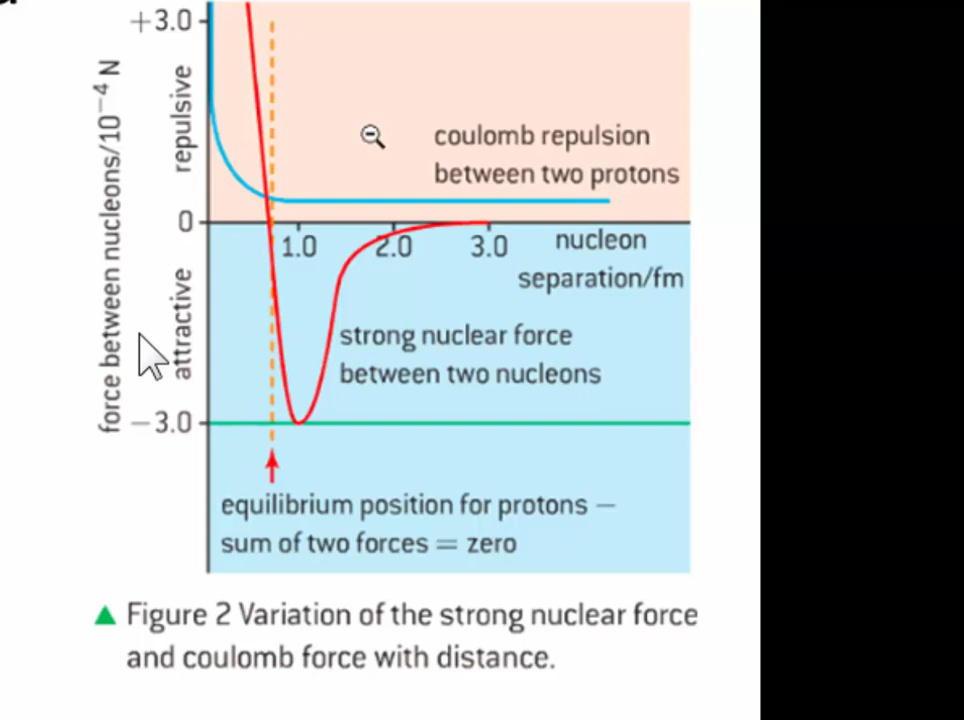 +3.0
repulsive
force between nucleons/10⁻⁴ N
coulomb repulsion
between two protons
0
1.0
2.0
3.0
nucleon
separation/fm
attractive
strong nuclear force
between two nucleons
−3.0
equilibrium position for protons —
sum of two forces = zero
▲ Figure 2 Variation of the strong nuclear force
and coulomb force with distance.